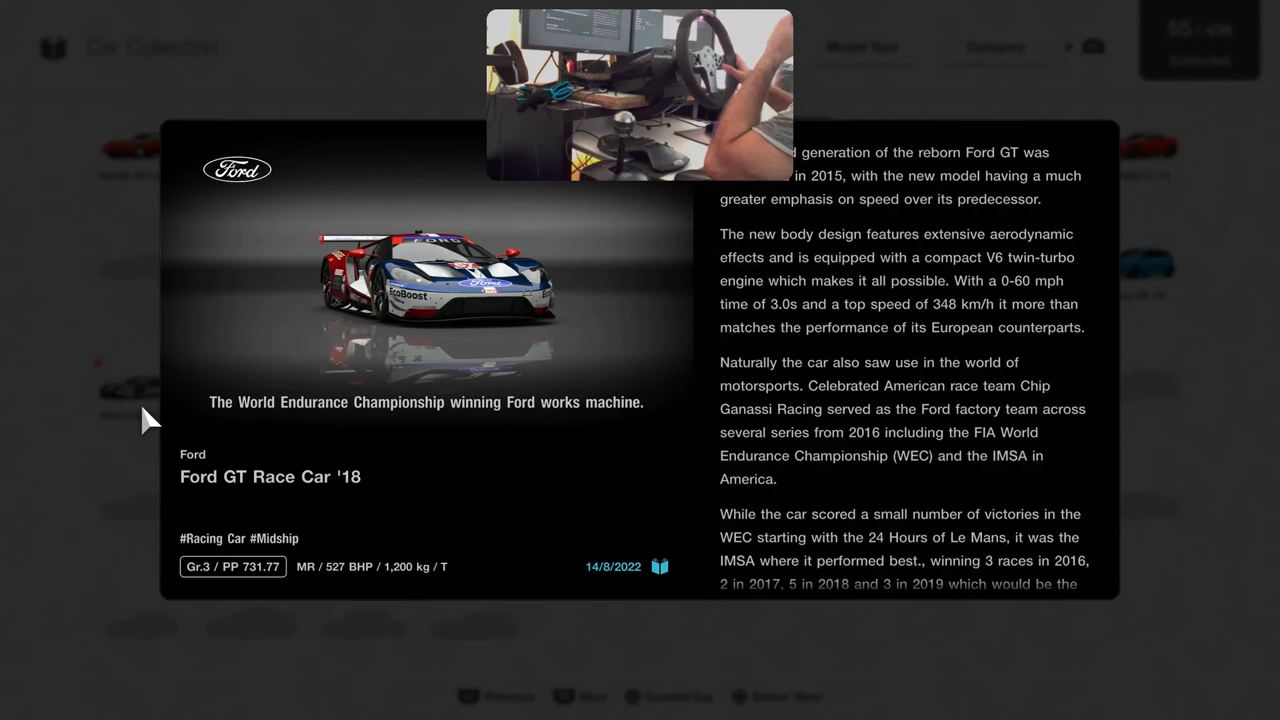 Car Collection
Ford
FORD
EcoBoost
Ford
The World Endurance Championship winning Ford works machine.
Ford
Ford GT Race Car '18
#Racing Car #Midship
Gr.3 / PP 731.77
MR / 527 BHP / 1,200 kg / T
14/8/2022
generation of the reborn Ford GT was
in 2015, with the new model having a much
greater emphasis on speed over its predecessor.
The new body design features extensive aerodynamic
effects and is equipped with a compact V6 twin-turbo
engine which makes it all possible. With a 0-60 mph
time of 3.0s and a top speed of 348 km/h it more than
matches the performance of its European counterparts.
Naturally the car also saw use in the world of
motorsports. Celebrated American race team Chip
Ganassi Racing served as the Ford factory team across
several series from 2016 including the FIA World
Endurance Championship (WEC) and the IMSA in
America.
While the car scored a small number of victories in the
WEC starting with the 24 Hours of Le Mans, it was the
IMSA where it performed best., winning 3 races in 2016,
2 in 2017, 5 in 2018 and 3 in 2019 which would be the